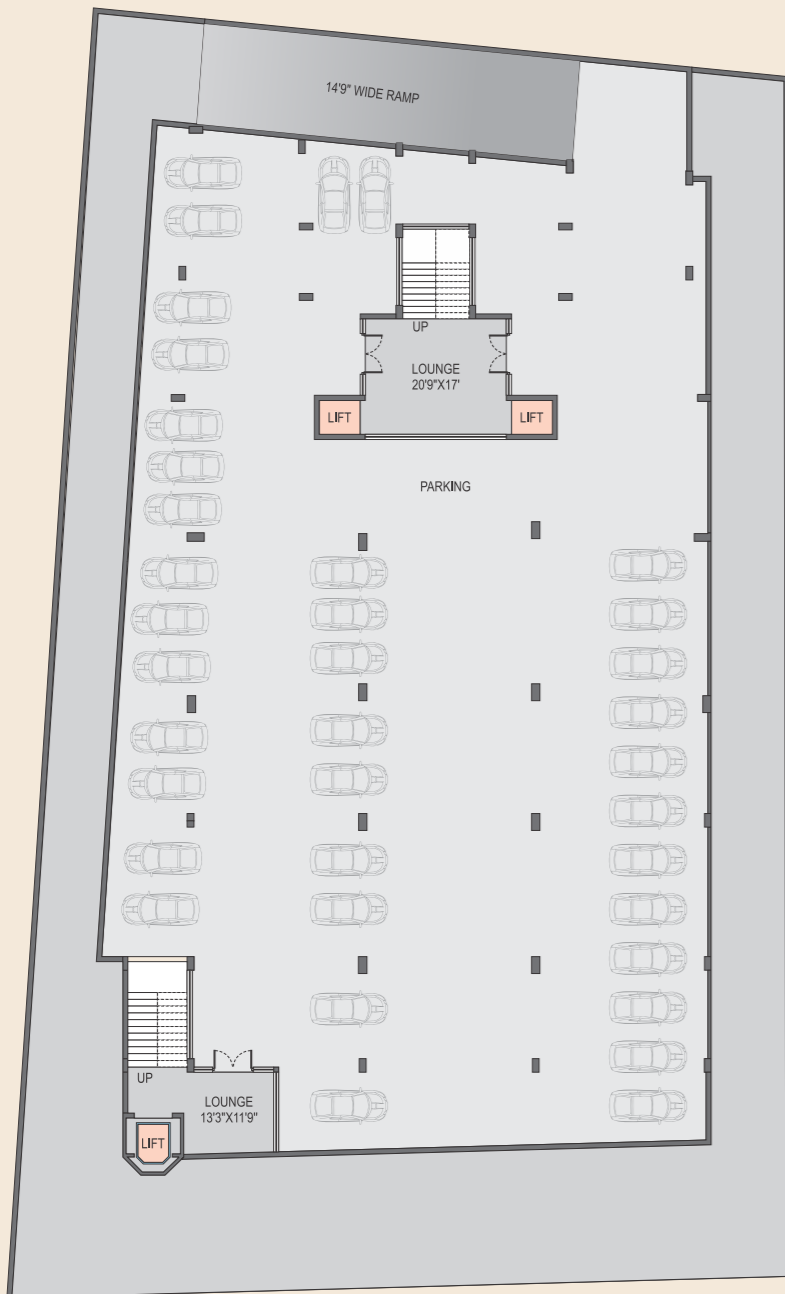 14'9" WIDE RAMP
UP
LOUNGE
20'9"X17'
LIFT
LIFT
PARKING
UP
LOUNGE
13'3"X11'9"
LIFT